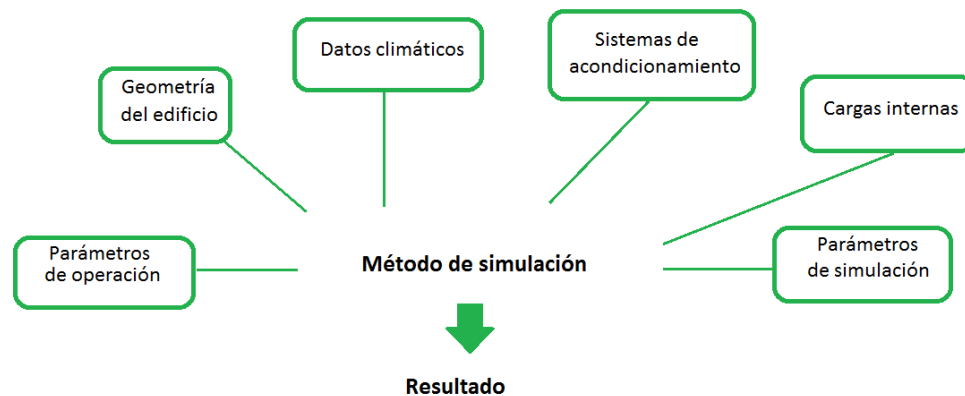 Datos climáticos
Sistemas de
acondicionamiento
Geometría
del edificio
Cargas internas
Parámetros
de operación
Método de simulación
Parámetros
de simulación
Resultado